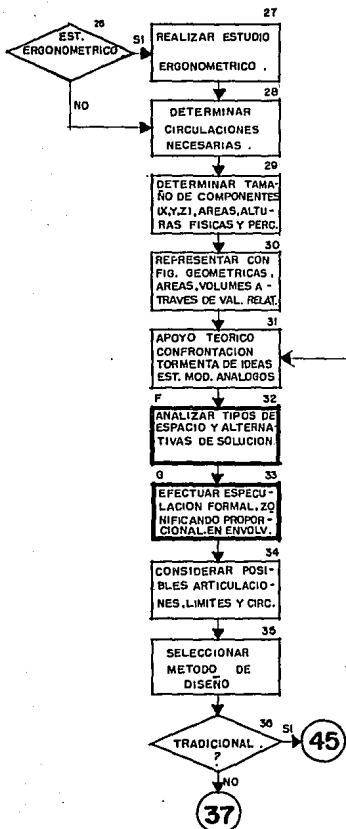 26
EST.
ERGONOMETRICO
SI
NO
27
REALIZAR ESTUDIO
ERGONOMETRICO .
28
DETERMINAR
CIRCULACIONES
NECESARIAS .
29
DETERMINAR TAMA-
ÑO DE COMPONENTES
(X,Y,Z), AREAS, ALTU-
RAS FISICAS Y PERC.
30
REPRESENTAR CON
FIG. GEOMETRICAS,
AREAS, VOLUMES A-
TRAVES DE VAL. RELAT.
31
APOYO TEORICO
CONFRONTACION
TORMENTA DE IDEAS
EST. MOD. ANALOGOS
F
32
ANALIZAR TIPOS DE
ESPACIO Y ALTERNA-
TIVAS DE SOLUCION.
G
33
EFECTUAR ESPECU-
LACION FORMAL, ZO
NIFICANDO PROPOR-
CIONAL. EN ENVOLV.
34
CONSIDERAR POSI-
BLES ARTICULACIO-
NES, LIMITES Y CIRC.
35
SELECCIONAR
METODO DE
DISEÑO
36
TRADICIONAL .
?
SI
45
NO
37